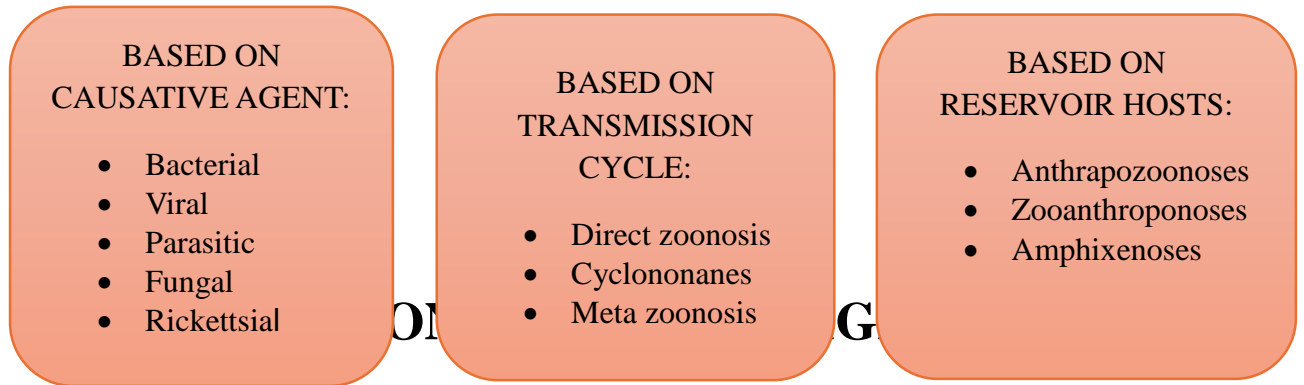 BASED ON
CAUSATIVE AGENT:
• Bacterial
• Viral
• Parasitic
• Fungal
• Rickettsial
BASED ON
TRANSMISSION
CYCLE:
• Direct zoonosis
• Cyclononanes
• Meta zoonosis
BASED ON
RESERVOIR HOSTS:
• Anthrapozoonoses
• Zooanthroponoses
• Amphixenoses